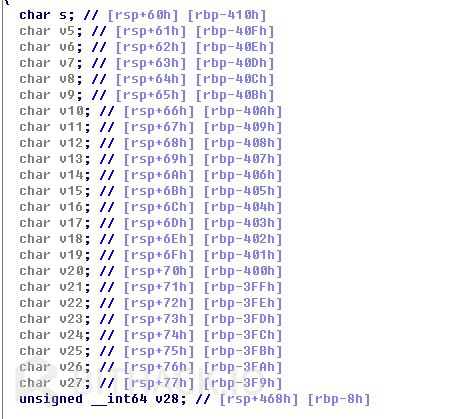 {
char s; // [rsp+60h] [rbp-410h]
char v5; // [rsp+61h] [rbp-40Fh]
char v6; // [rsp+62h] [rbp-40Eh]
char v7; // [rsp+63h] [rbp-40Dh]
char v8; // [rsp+64h] [rbp-40Ch]
char v9; // [rsp+65h] [rbp-40Bh]
char v10; // [rsp+66h] [rbp-40Ah]
char v11; // [rsp+67h] [rbp-409h]
char v12; // [rsp+68h] [rbp-408h]
char v13; // [rsp+69h] [rbp-407h]
char v14; // [rsp+6Ah] [rbp-406h]
char v15; // [rsp+6Bh] [rbp-405h]
char v16; // [rsp+6Ch] [rbp-404h]
char v17; // [rsp+6Dh] [rbp-403h]
char v18; // [rsp+6Eh] [rbp-402h]
char v19; // [rsp+6Fh] [rbp-401h]
char v20; // [rsp+70h] [rbp-400h]
char v21; // [rsp+71h] [rbp-3FFh]
char v22; // [rsp+72h] [rbp-3FEh]
char v23; // [rsp+73h] [rbp-3FDh]
char v24; // [rsp+74h] [rbp-3FCh]
char v25; // [rsp+75h] [rbp-3FBh]
char v26; // [rsp+76h] [rbp-3FAh]
char v27; // [rsp+77h] [rbp-3F9h]
unsigned __int64 v28; // [rsp+468h] [rbp-8h]